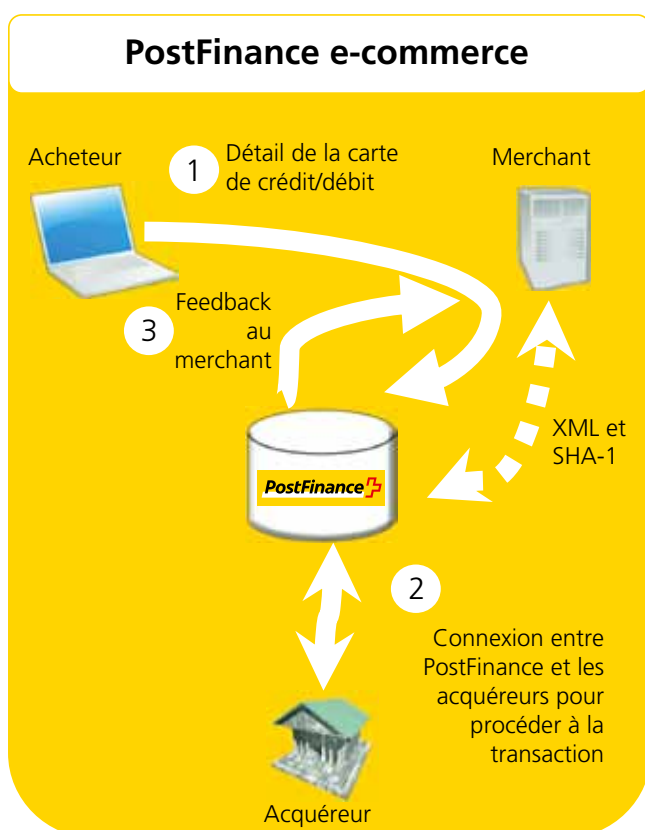 PostFinance e-commerce
Acheteur
1
Détail de la carte
de crédit/débit
Merchant
3
Feedback
au
merchant
XML et
SHA-1
PostFinance
2
Connexion entre
PostFinance et les
acquéreurs pour
procéder à la
transaction
Acquéreur